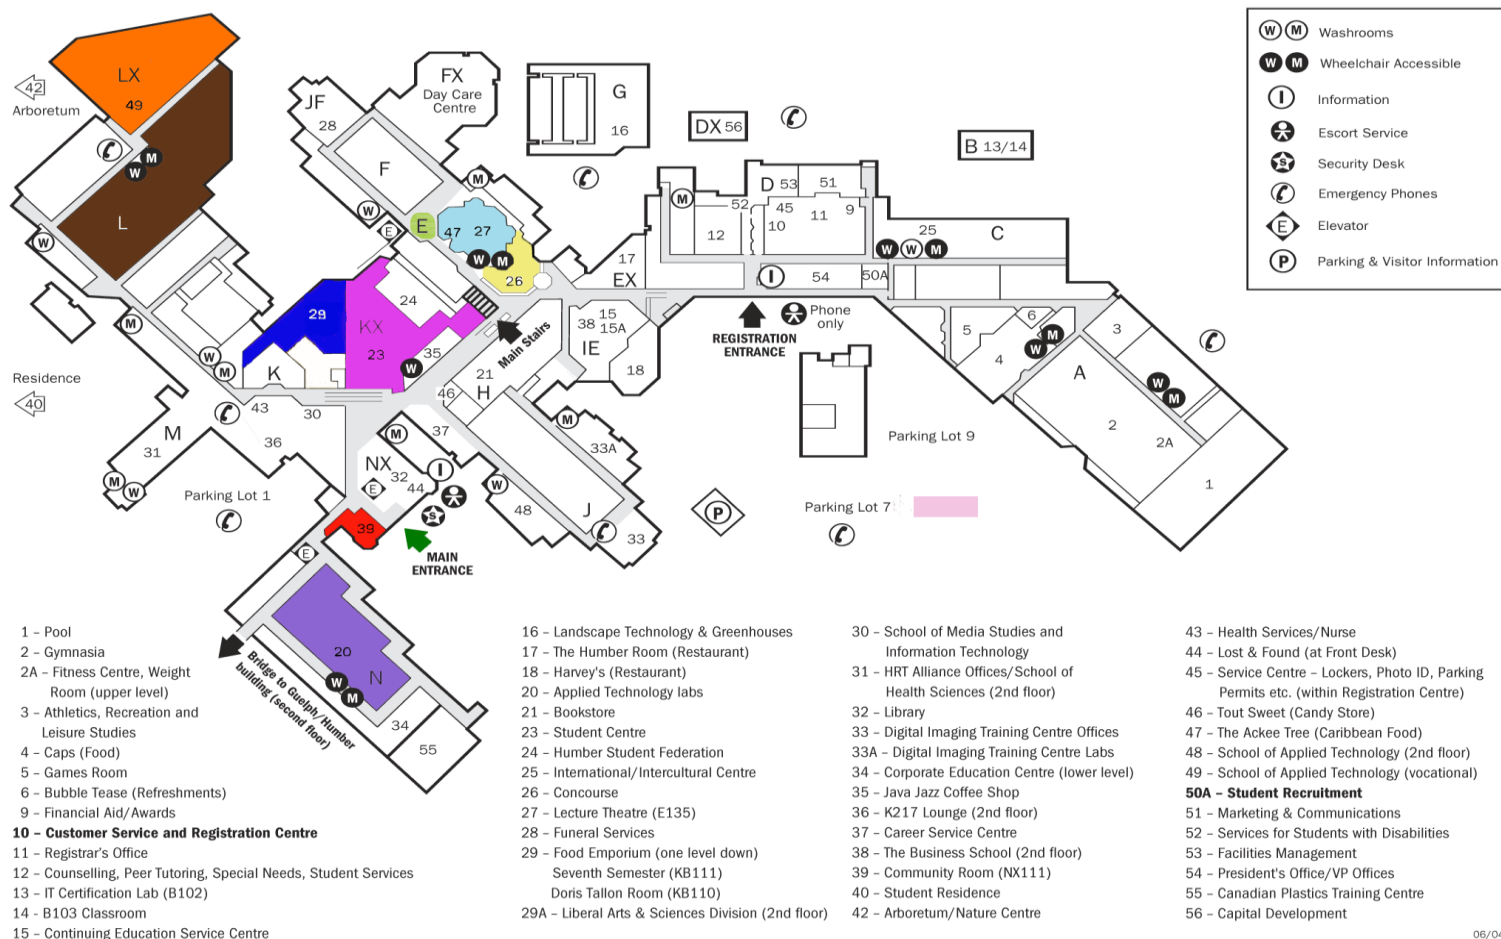 LX
49
42
Arboretum
M
W
L
W
JF
28
FX
Day Care
Centre
F
W
E
E
M
47 27
W M
26
G
16
DX 56
B 13/14
W M Washrooms
W M Wheelchair Accessible
I Information
Escort Service
S Security Desk
Emergency Phones
E Elevator
P Parking & Visitor Information
M
D 53 51
52 45 9
10 11
12
17
EX
I 54 50A
25 C
W W M
Phone
only
REGISTRATION
ENTRANCE
24
29
KX
23
35
W
Main Stairs
15
38 15A
IE
18
21
H
46
5
6
4
M
W
3
A
W
M
2
2A
1
Residence
40
M
W
M
K
43 30
36
M
31
M
W
Parking Lot 1
37
M
NX
32
I
E
44
S
39
MAIN
ENTRANCE
M
33A
W
48
J
33
Parking Lot 9
P
Parking Lot 7
E
20
W
M
N
34
55
Bridge to Guelph/Humber
building (second floor)
1 – Pool
2 – Gymnasia
2A – Fitness Centre, Weight
Room (upper level)
3 – Athletics, Recreation and
Leisure Studies
4 – Caps (Food)
5 – Games Room
6 – Bubble Tease (Refreshments)
9 – Financial Aid/Awards
10 – Customer Service and Registration Centre
11 – Registrar's Office
12 – Counselling, Peer Tutoring, Special Needs, Student Services
13 – IT Certification Lab (B102)
14 - B103 Classroom
15 – Continuing Education Service Centre
16 – Landscape Technology & Greenhouses
17 – The Humber Room (Restaurant)
18 – Harvey's (Restaurant)
20 – Applied Technology labs
21 – Bookstore
23 – Student Centre
24 – Humber Student Federation
25 – International/Intercultural Centre
26 – Concourse
27 – Lecture Theatre (E135)
28 – Funeral Services
29 – Food Emporium (one level down)
Seventh Semester (KB111)
Doris Tallon Room (KB110)
29A – Liberal Arts & Sciences Division (2nd floor)
30 – School of Media Studies and
Information Technology
31 – HRT Alliance Offices/School of
Health Sciences (2nd floor)
32 – Library
33 – Digital Imaging Training Centre Offices
33A – Digital Imaging Training Centre Labs
34 – Corporate Education Centre (lower level)
35 – Java Jazz Coffee Shop
36 – K217 Lounge (2nd floor)
37 – Career Service Centre
38 – The Business School (2nd floor)
39 – Community Room (NX111)
40 – Student Residence
42 – Arboretum/Nature Centre
43 – Health Services/Nurse
44 – Lost & Found (at Front Desk)
45 – Service Centre – Lockers, Photo ID, Parking
Permits etc. (within Registration Centre)
46 – Tout Sweet (Candy Store)
47 – The Ackee Tree (Caribbean Food)
48 – School of Applied Technology (2nd floor)
49 – School of Applied Technology (vocational)
50A – Student Recruitment
51 – Marketing & Communications
52 – Services for Students with Disabilities
53 – Facilities Management
54 – President's Office/VP Offices
55 – Canadian Plastics Training Centre
56 – Capital Development
06/04